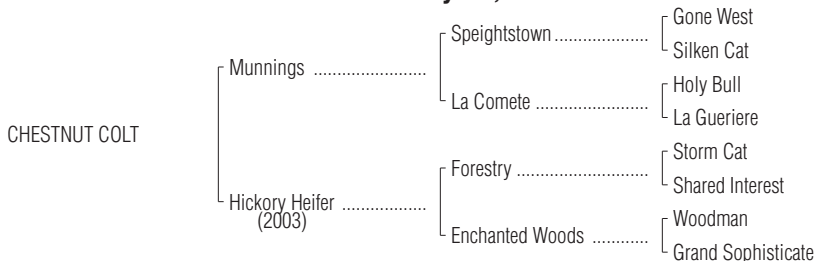 Gone West
Speightstown ....................
Silken Cat
Munnings ........................
Holy Bull
La Comete ........................
La Gueriere
CHESTNUT COLT
Storm Cat
Forestry ............................
Shared Interest
Hickory Heifer ..................
(2003)
Woodman
Enchanted Woods ............
Grand Sophisticate